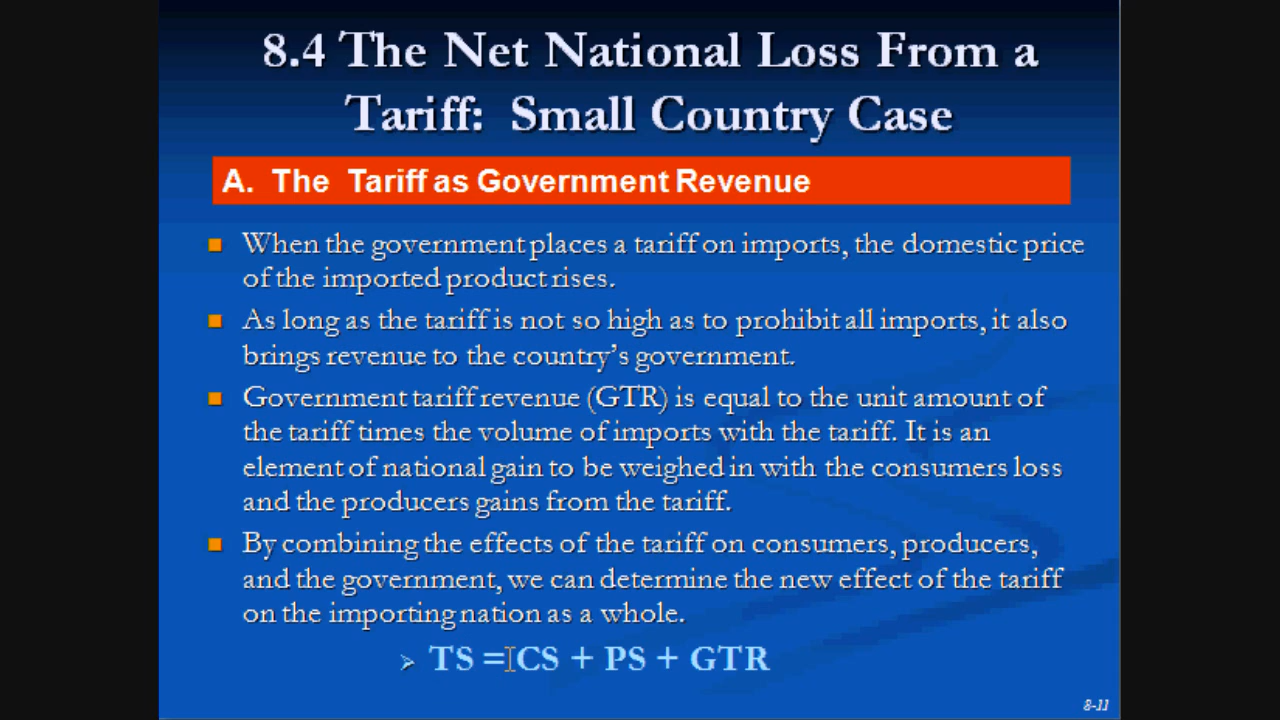 8.4 The Net National Loss From a
Tariff: Small Country Case
A. The Tariff as Government Revenue
When the government places a tariff on imports, the domestic price
of the imported product rises.
As long as the tariff is not so high as to prohibit all imports, it also
brings revenue to the country's government.
Government tariff revenue (GTR) is equal to the unit amount of
the tariff times the volume of imports with the tariff. It is an
element of national gain to be weighed in with the consumers loss
and the producers gains from the tariff.
By combining the effects of the tariff on consumers, producers,
and the government, we can determine the new effect of the tariff
on the importing nation as a whole.
TS = CS + PS + GTR
8-11